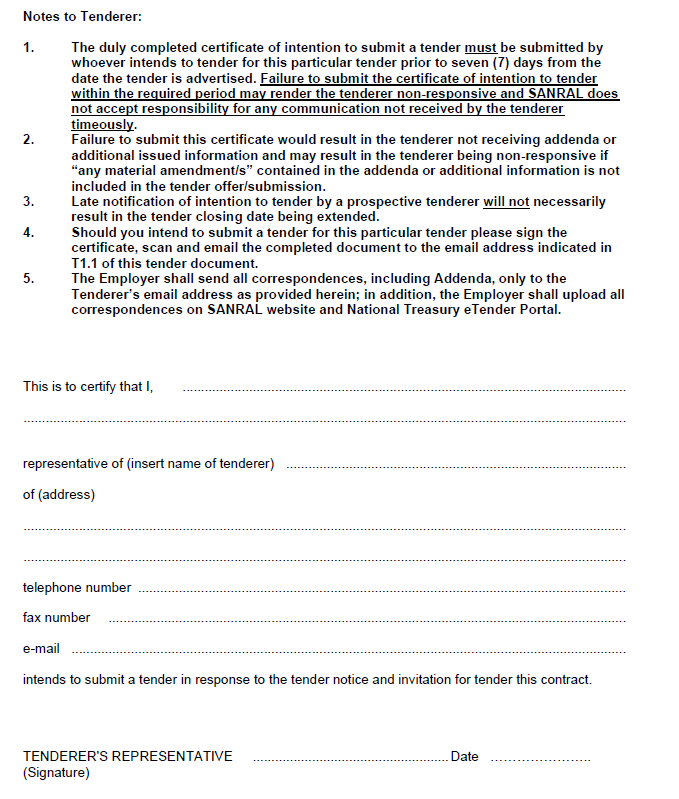 Notes to Tenderer:
1. The duly completed certificate of intention to submit a tender must be submitted by
whoever intends to tender for this particular tender prior to seven (7) days from the
date the tender is advertised. Failure to submit the certificate of intention to tender
within the required period may render the tenderer non-responsive and SANRAL does
not accept responsibility for any communication not received by the tenderer
timeously.
2. Failure to submit this certificate would result in the tenderer not receiving addenda or
additional issued information and may result in the tenderer being non-responsive if
“any material amendment/s” contained in the addenda or additional information is not
included in the tender offer/submission.
3. Late notification of intention to tender by a prospective tenderer will not necessarily
result in the tender closing date being extended.
4. Should you intend to submit a tender for this particular tender please sign the
certificate, scan and email the completed document to the email address indicated in
T1.1 of this tender document.
5. The Employer shall send all correspondences, including Addenda, only to the
Tenderer’s email address as provided herein; in addition, the Employer shall upload all
correspondences on SANRAL website and National Treasury eTender Portal.
This is to certify that I, ................................................................
................................................................
representative of (insert name of tenderer) ................................................................
of (address)
................................................................
................................................................
telephone number ................................................................
fax number ................................................................
e-mail ................................................................
intends to submit a tender in response to the tender notice and invitation for tender this contract.
TENDERER'S REPRESENTATIVE ..................................................... Date ……………………..
(Signature)